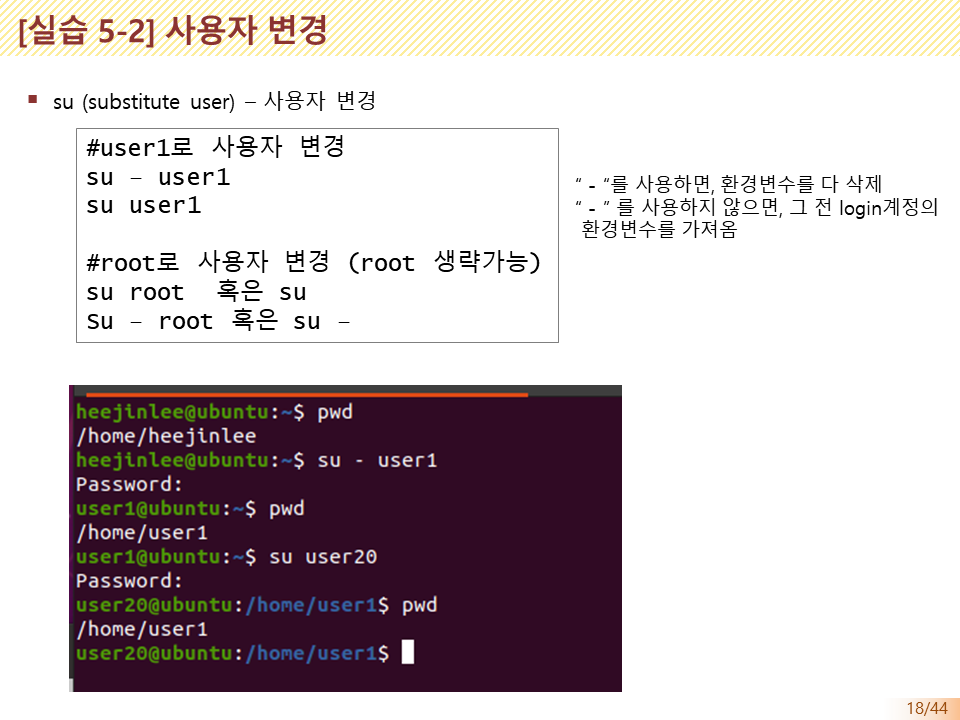 [실습 5-2] 사용자 변경
su (substitute user) – 사용자 변경
#user1로 사용자 변경
su – user1
su user1
#root로 사용자 변경 (root 생략가능)
su root 혹은 su
Su – root 혹은 su –
“ - “를 사용하면, 환경변수를 다 삭제
“ - ” 를 사용하지 않으면, 그 전 login계정의
환경변수를 가져옴
heejinlee@ubuntu:~$ pwd
/home/heejinlee
heejinlee@ubuntu:~$ su - user1
Password:
user1@ubuntu:~$ pwd
/home/user1
user1@ubuntu:~$ su user20
Password:
user20@ubuntu:/home/user1$ pwd
/home/user1
user20@ubuntu:/home/user1$
18/44